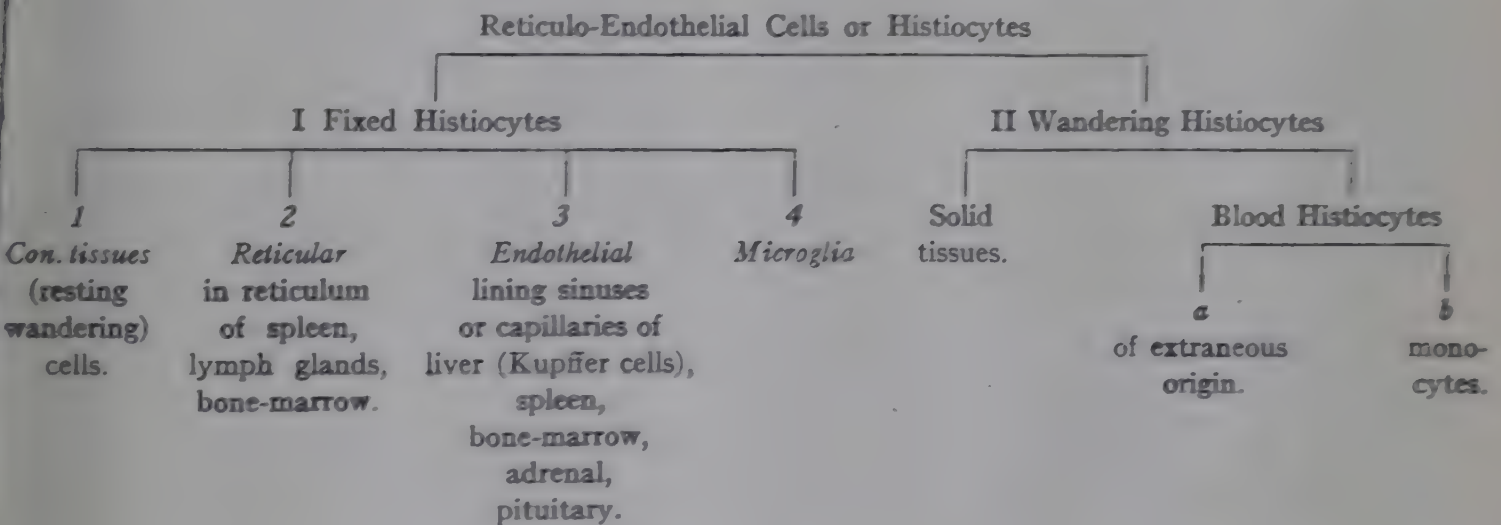 Reticulo-Endothelial Cells or Histiocytes
I Fixed Histiocytes
II Wandering Histiocytes
1
Con. tissues
(resting
wandering)
cells.
2
Reticular
in reticulum
of spleen,
lymph glands,
bone-marrow.
3
Endothelial
lining sinuses
or capillaries of
liver (Kupffer cells),
spleen,
bone-marrow,
adrenal,
pituitary.
4
Microglia
Solid
tissues.
Blood Histiocytes
a
of extraneous
origin.
b
mono-
cytes.